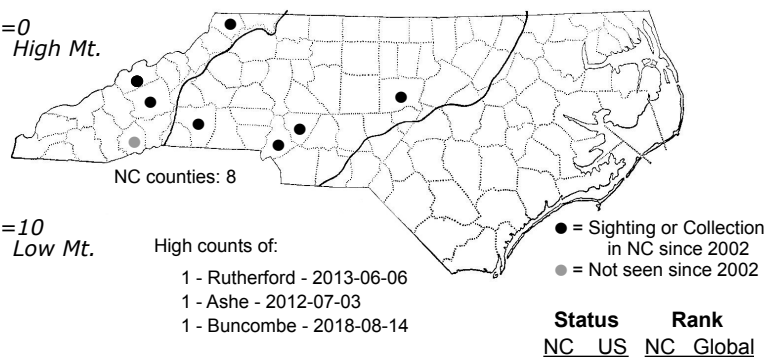 =0
High Mt.
NC counties: 8
=10
Low Mt.
High counts of:
1 - Rutherford - 2013-06-06
1 - Ashe - 2012-07-03
1 - Buncombe - 2018-08-14
= Sighting or Collection
in NC since 2002
= Not seen since 2002
Status Rank
NC US NC Global